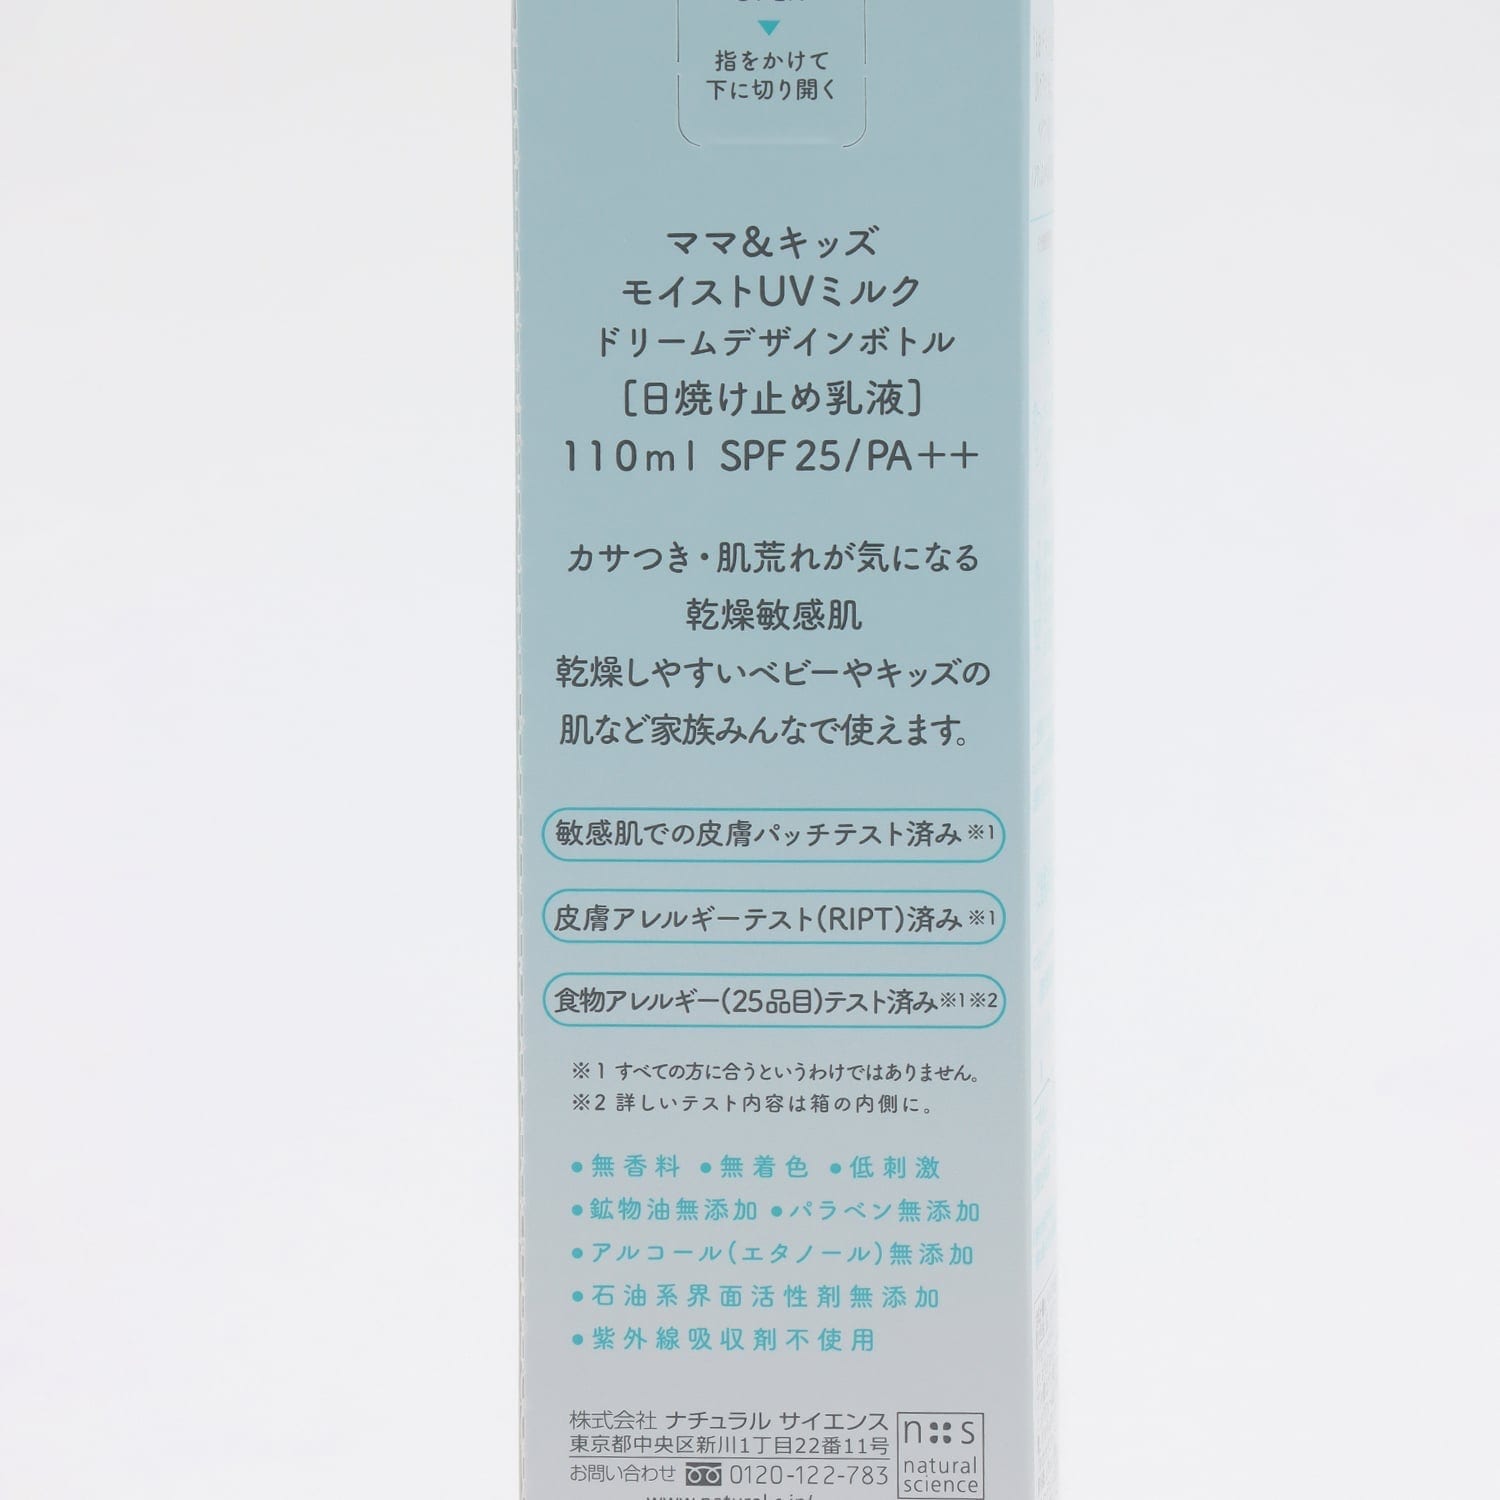 ▼
指をかけて
下に切り開く
ママ&キッズ
モイストUVミルク
ドリームデザインボトル
[日焼け止め乳液]
110ml SPF25/PA++
カサつき・肌荒れが気になる
乾燥敏感肌
乾燥しやすいベビーやキッズの
肌など家族みんなで使えます。
敏感肌での皮膚パッチテスト済み※1
皮膚アレルギーテスト(RIPT)済み※1
食物アレルギー(25品目)テスト済み※1※2
※1 すべての方に合うというわけではありません。
※2 詳しいテスト内容は箱の内側に。
●無香料 ●無着色 ●低刺激
●鉱物油無添加 ●パラベン無添加
●アルコール(エタノール)無添加
●石油系界面活性剤無添加
●紫外線吸収剤不使用
株式会社 ナチュラル サイエンス
東京都中央区新川1丁目22番11号
お問い合わせ 0120-122-783
n s
natural
science